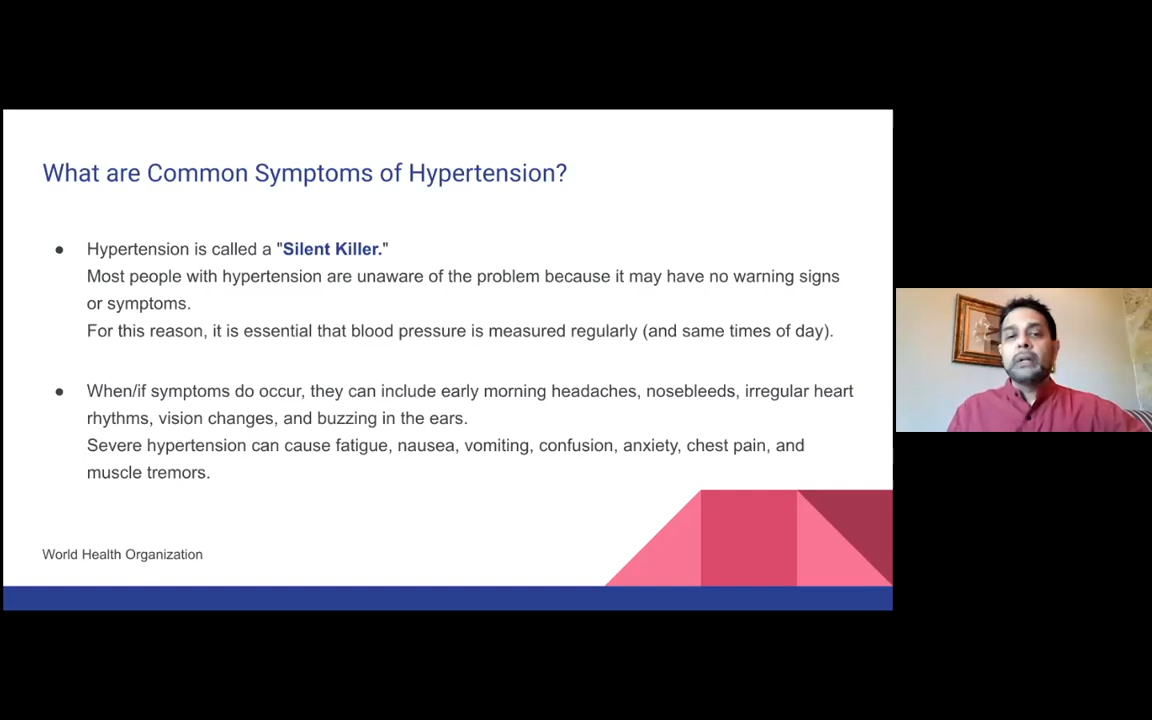 What are Common Symptoms of Hypertension?
● Hypertension is called a "Silent Killer."
Most people with hypertension are unaware of the problem because it may have no warning signs
or symptoms.
For this reason, it is essential that blood pressure is measured regularly (and same times of day).
● When/if symptoms do occur, they can include early morning headaches, nosebleeds, irregular heart
rhythms, vision changes, and buzzing in the ears.
Severe hypertension can cause fatigue, nausea, vomiting, confusion, anxiety, chest pain, and
muscle tremors.
World Health Organization